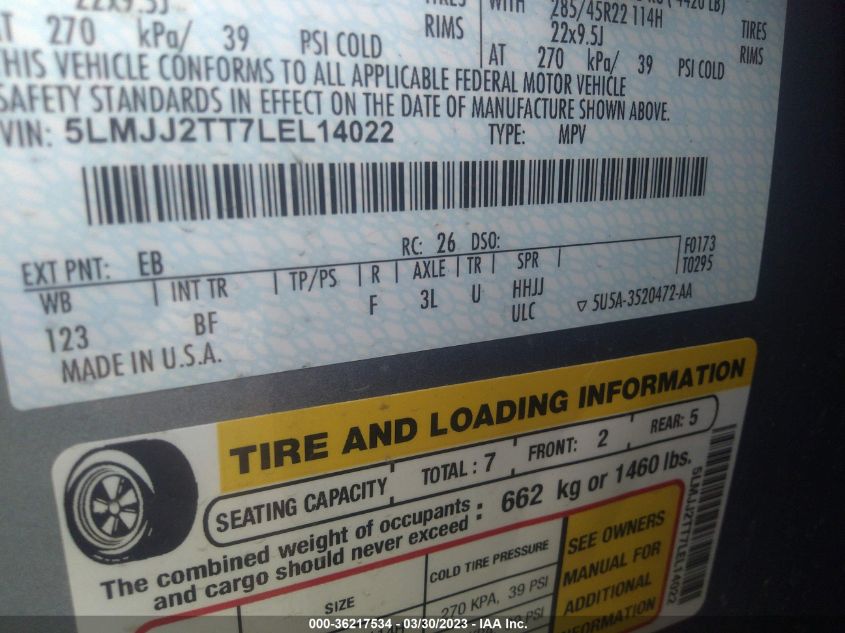 22x9.5J TIRES WITH 285/45R22 114H TIRES
AT 270 kPa/ 39 PSI COLD RIMS 22x9.5J RIMS
AT 270 kPa/ 39 PSI COLD
THIS VEHICLE CONFORMS TO ALL APPLICABLE FEDERAL MOTOR VEHICLE
SAFETY STANDARDS IN EFFECT ON THE DATE OF MANUFACTURE SHOWN ABOVE.
VIN: 5LMJJ2TT7LEL14022 TYPE: MPV
EXT PNT: EB RC: 26 DSO: F0173
WB INT TR TP/PS R AXLE TR SPR T0295
123 BF F 3L U HHJJ
ULC 5U5A-3520472-AA
MADE IN U.S.A.
TIRE AND LOADING INFORMATION
SEATING CAPACITY TOTAL : 7 FRONT: 2 REAR: 5
The combined weight of occupants
and cargo should never exceed : 662 kg or 1460 lbs.
5LMJJ2TT7LEL14022
SIZE COLD TIRE PRESSURE SEE OWNERS
MANUAL FOR
ADDITIONAL
INFORMATION
270 KPA, 39 PSI
000-36217534 - 03/30/2023 - IAA Inc.